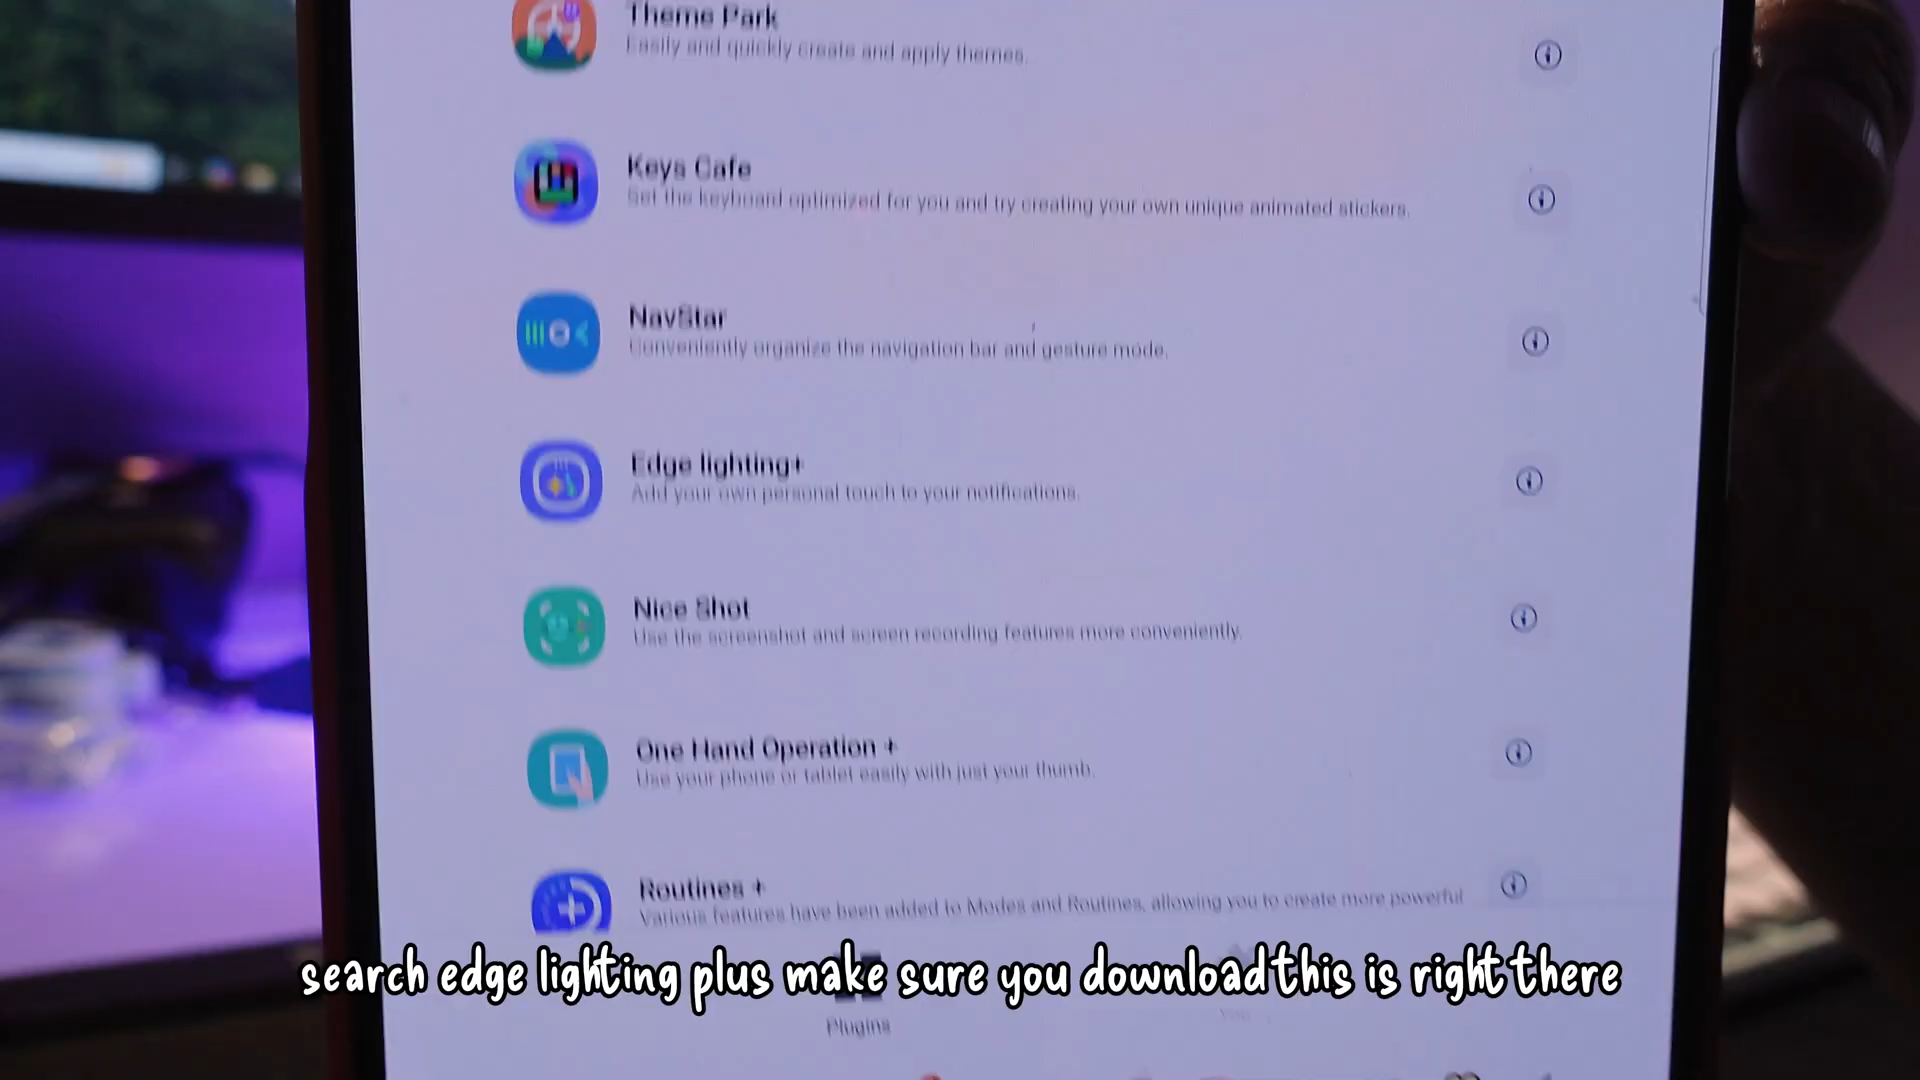 Theme Park
Easily and quickly create and apply themes.
Keys Cafe
Set the keyboard optimized for you and try creating your own unique animated stickers.
NavStar
Conveniently organize the navigation bar and gesture mode.
Edge lighting+
Add your own personal touch to your notifications.
Nice Shot
Use the screenshot and screen recording features more conveniently.
One Hand Operation +
Use your phone or tablet easily with just your thumb.
Routines +
Various features have been added to Modes and Routines, allowing you to create more powerful
search edge lighting plus make sure you download this is right there
Plugins